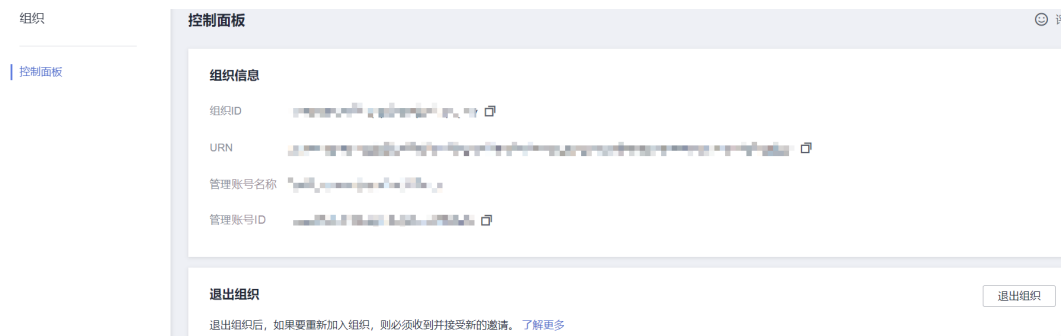 组织
控制面板
控制面板
组织信息
组织ID
URN
管理账号名称
管理账号ID
退出组织
退出组织
退出组织后，如果要重新加入组织，则必须收到并接受新的邀请。 了解更多